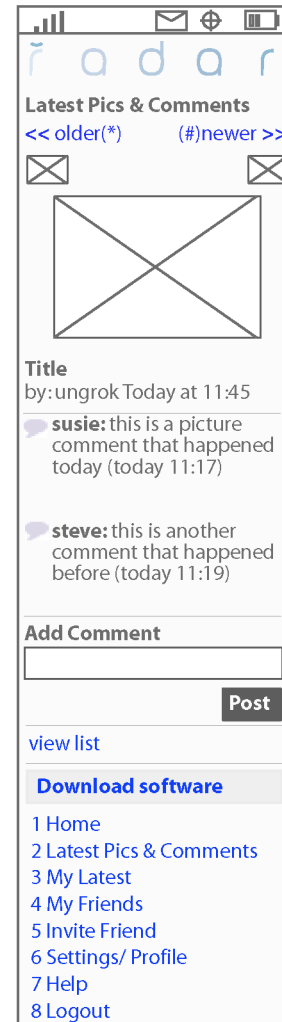 r a d a r
Latest Pics & Comments
<< older(*) (#)newer >>
Title
by: ungrok Today at 11:45
susie: this is a picture
comment that happened
today (today 11:17)
steve: this is another
comment that happened
before (today 11:19)
Add Comment
Post
view list
Download software
1 Home
2 Latest Pics & Comments
3 My Latest
4 My Friends
5 Invite Friend
6 Settings/ Profile
7 Help
8 Logout